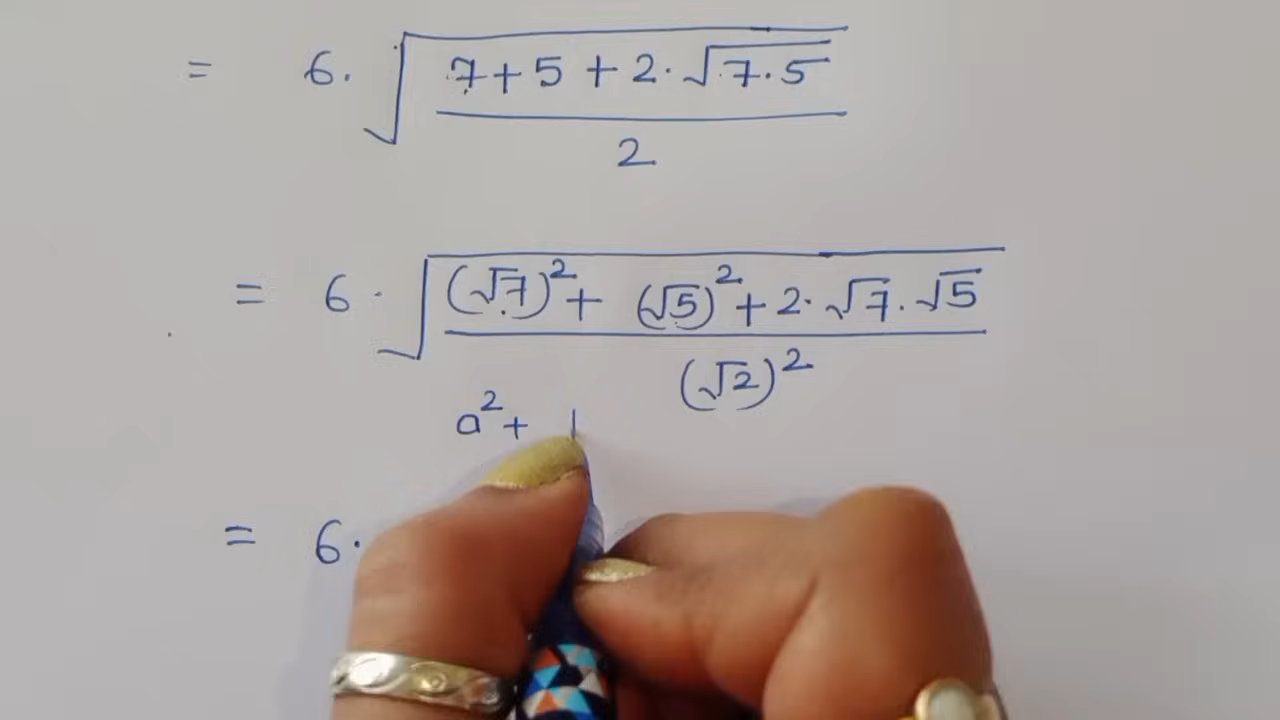 = 6. √(7+5+2.√7.5)/2
= 6. √((√7)²+(√5)²+2.√7.√5)/(√2)²
a²+
= 6.